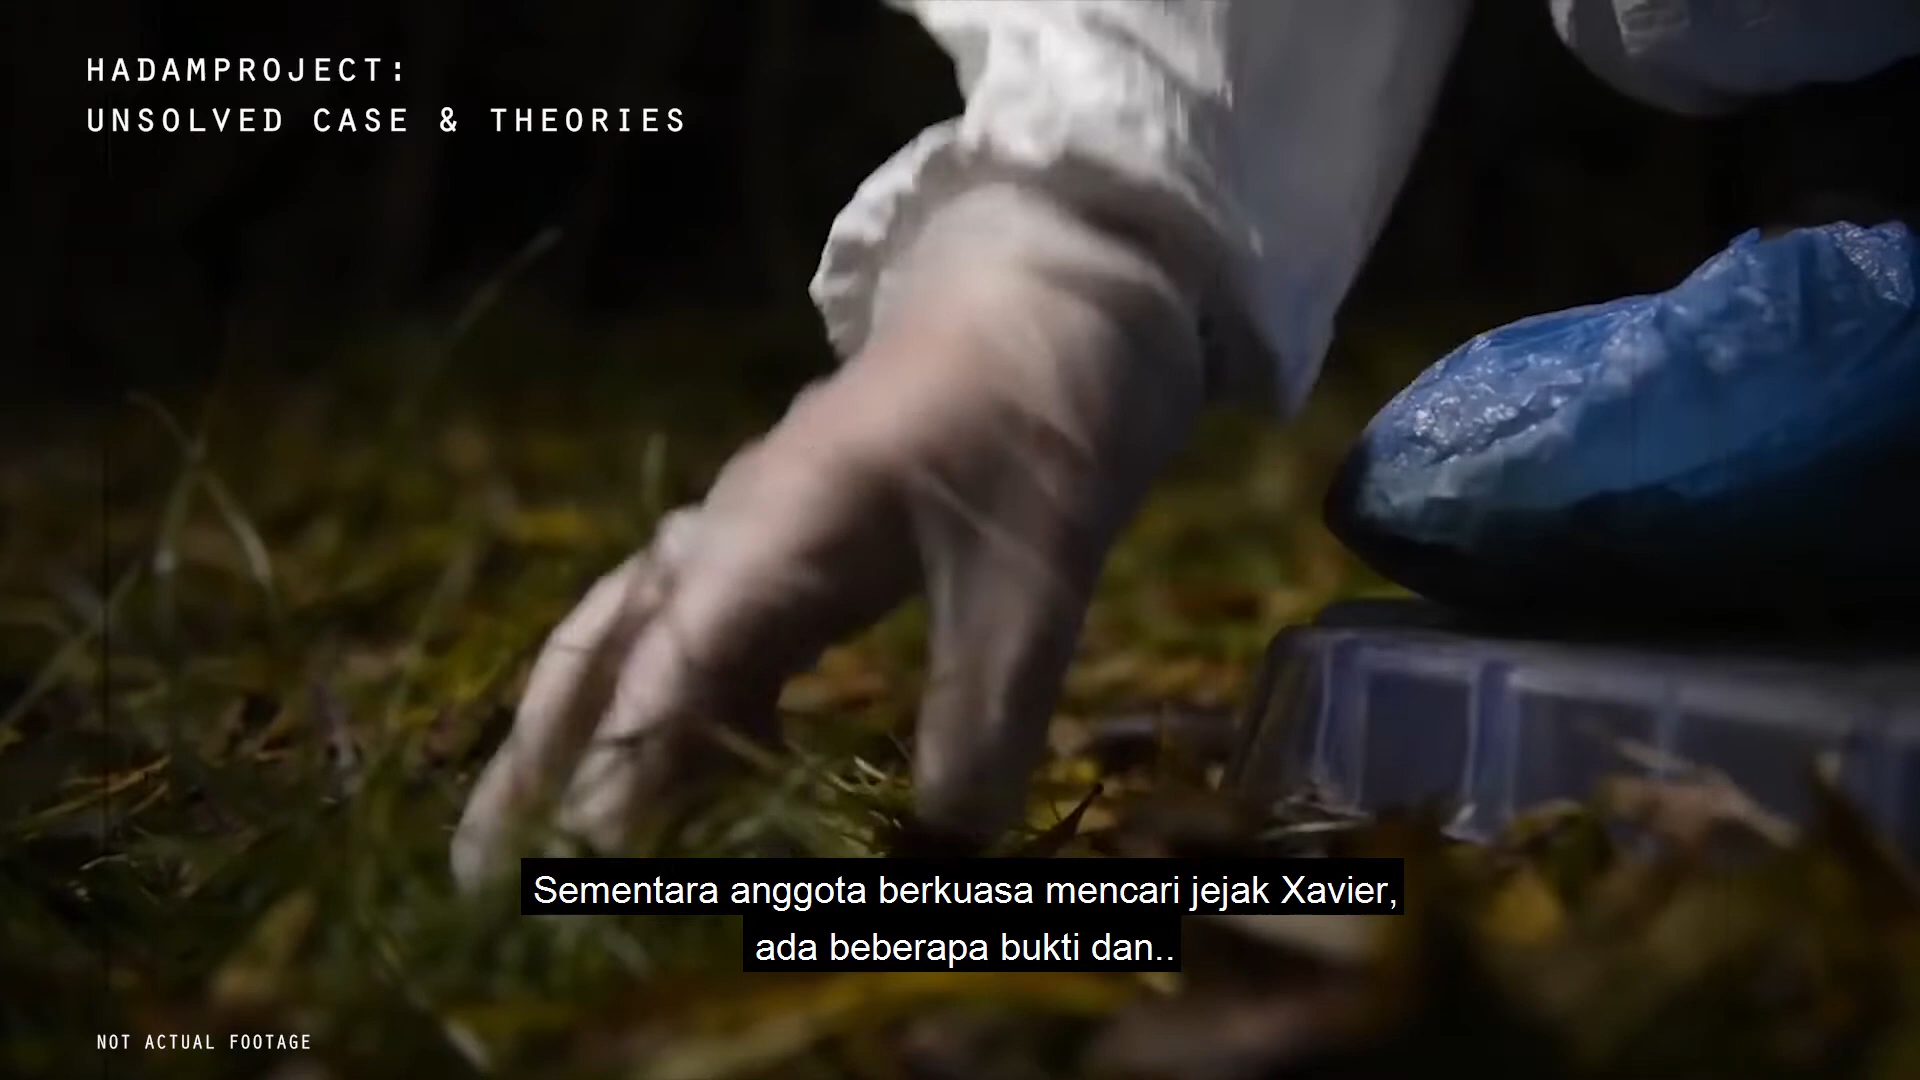 HADAMPROJECT:
UNSOLVED CASE & THEORIES
Sementara anggota berkuasa mencari jejak Xavier,
ada beberapa bukti dan..
NOT ACTUAL FOOTAGE